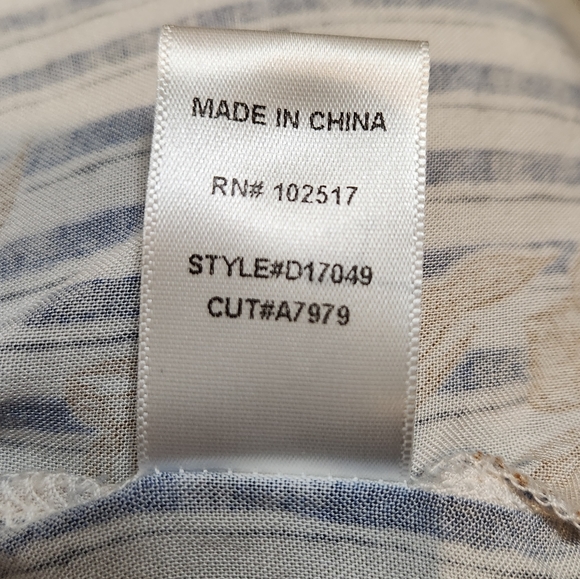 MADE IN CHINA
RN# 102517
STYLE#D17049
CUT#A7979